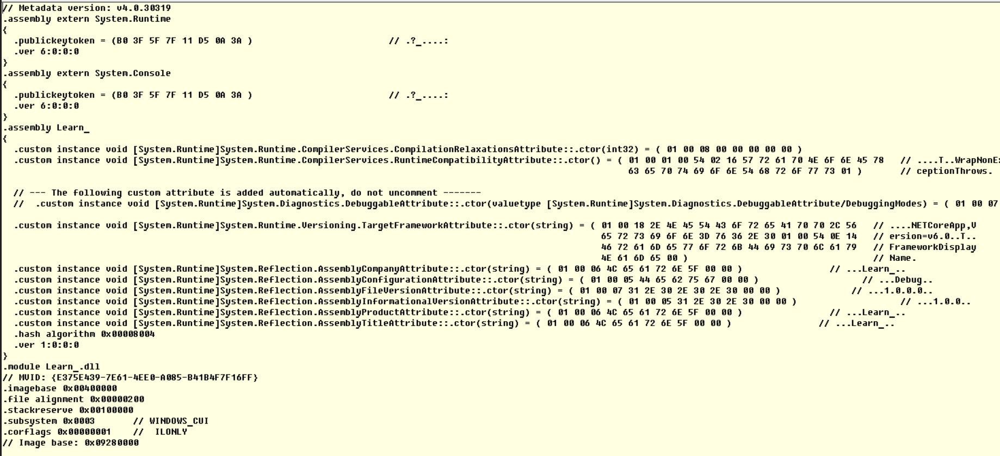 // Metadata version: v4.0.30319
.assembly extern System.Runtime
{
  .publickeytoken = (B0 3F 5F 7F 11 D5 0A 3A )                         // .?_....:
  .ver 6:0:0:0
}
.assembly extern System.Console
{
  .publickeytoken = (B0 3F 5F 7F 11 D5 0A 3A )                         // .?_....:
  .ver 6:0:0:0
}
.assembly Learn_
{
  .custom instance void [System.Runtime]System.Runtime.CompilerServices.CompilationRelaxationsAttribute::.ctor(int32) = ( 01 00 08 00 00 00 00 00 )
  .custom instance void [System.Runtime]System.Runtime.CompilerServices.RuntimeCompatibilityAttribute::.ctor() = ( 01 00 01 00 54 02 16 57 72 61 70 4E 6F 6E 45 78   // ....T..WrapNonEx
63 65 70 74 69 6F 6E 54 68 72 6F 77 73 01 )       // ceptionThrows.
  // --- The following custom attribute is added automatically, do not uncomment -------
  //  .custom instance void [System.Runtime]System.Diagnostics.DebuggableAttribute::.ctor(valuetype [System.Runtime]System.Diagnostics.DebuggableAttribute/DebuggingModes) = ( 01 00 07
  .custom instance void [System.Runtime]System.Runtime.Versioning.TargetFrameworkAttribute::.ctor(string) = ( 01 00 18 2E 4E 45 54 43 6F 72 65 41 70 70 2C 56   // ....NETCoreApp,V
65 72 73 69 6F 6E 3D 76 36 2E 30 01 00 54 0E 14   // ersion=v6.0..T..
46 72 61 6D 65 77 6F 72 6B 44 69 73 70 6C 61 79   // FrameworkDisplay
4E 61 6D 65 00 )                                  // Name.
  .custom instance void [System.Runtime]System.Reflection.AssemblyCompanyAttribute::.ctor(string) = ( 01 00 06 4C 65 61 72 6E 5F 00 00 )                // ...Learn_..
  .custom instance void [System.Runtime]System.Reflection.AssemblyConfigurationAttribute::.ctor(string) = ( 01 00 05 44 65 62 75 67 00 00 )                   // ...Debug..
  .custom instance void [System.Runtime]System.Reflection.AssemblyFileVersionAttribute::.ctor(string) = ( 01 00 07 31 2E 30 2E 30 2E 30 00 00 )             // ...1.0.0.0..
  .custom instance void [System.Runtime]System.Reflection.AssemblyInformationalVersionAttribute::.ctor(string) = ( 01 00 05 31 2E 30 2E 30 00 00 )                   // ...1.0.0..
  .custom instance void [System.Runtime]System.Reflection.AssemblyProductAttribute::.ctor(string) = ( 01 00 06 4C 65 61 72 6E 5F 00 00 )                // ...Learn_..
  .custom instance void [System.Runtime]System.Reflection.AssemblyTitleAttribute::.ctor(string) = ( 01 00 06 4C 65 61 72 6E 5F 00 00 )                // ...Learn_..
  .hash algorithm 0x00008004
  .ver 1:0:0:0
}
.module Learn_.dll
// MVID: {E375E439-7E61-4EE0-A085-B41B4F7F16FF}
.imagebase 0x00400000
.file alignment 0x00000200
.stackreserve 0x00100000
.subsystem 0x0003       // WINDOWS_CUI
.corflags 0x00000001    //  ILONLY
// Image base: 0x09280000